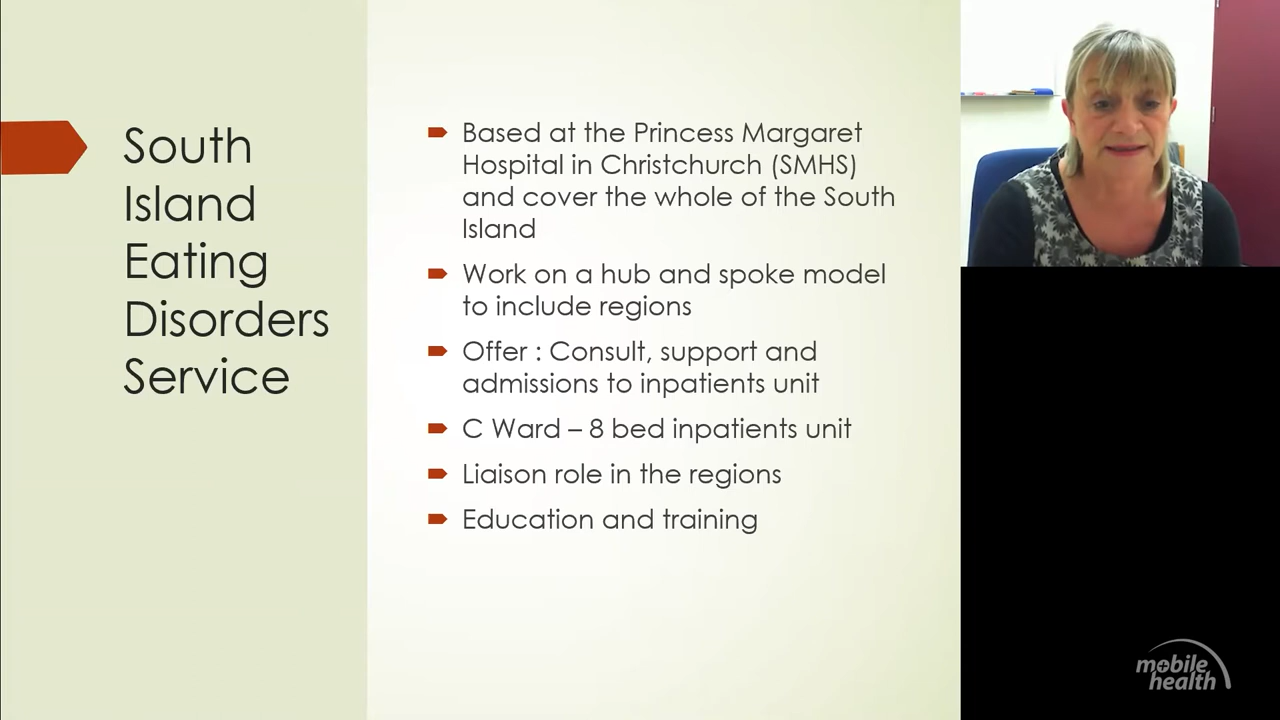 South
Island
Eating
Disorders
Service
Based at the Princess Margaret
Hospital in Christchurch (SMHS)
and cover the whole of the South
Island
Work on a hub and spoke model
to include regions
Offer : Consult, support and
admissions to inpatients unit
C Ward – 8 bed inpatients unit
Liaison role in the regions
Education and training
mobile
health